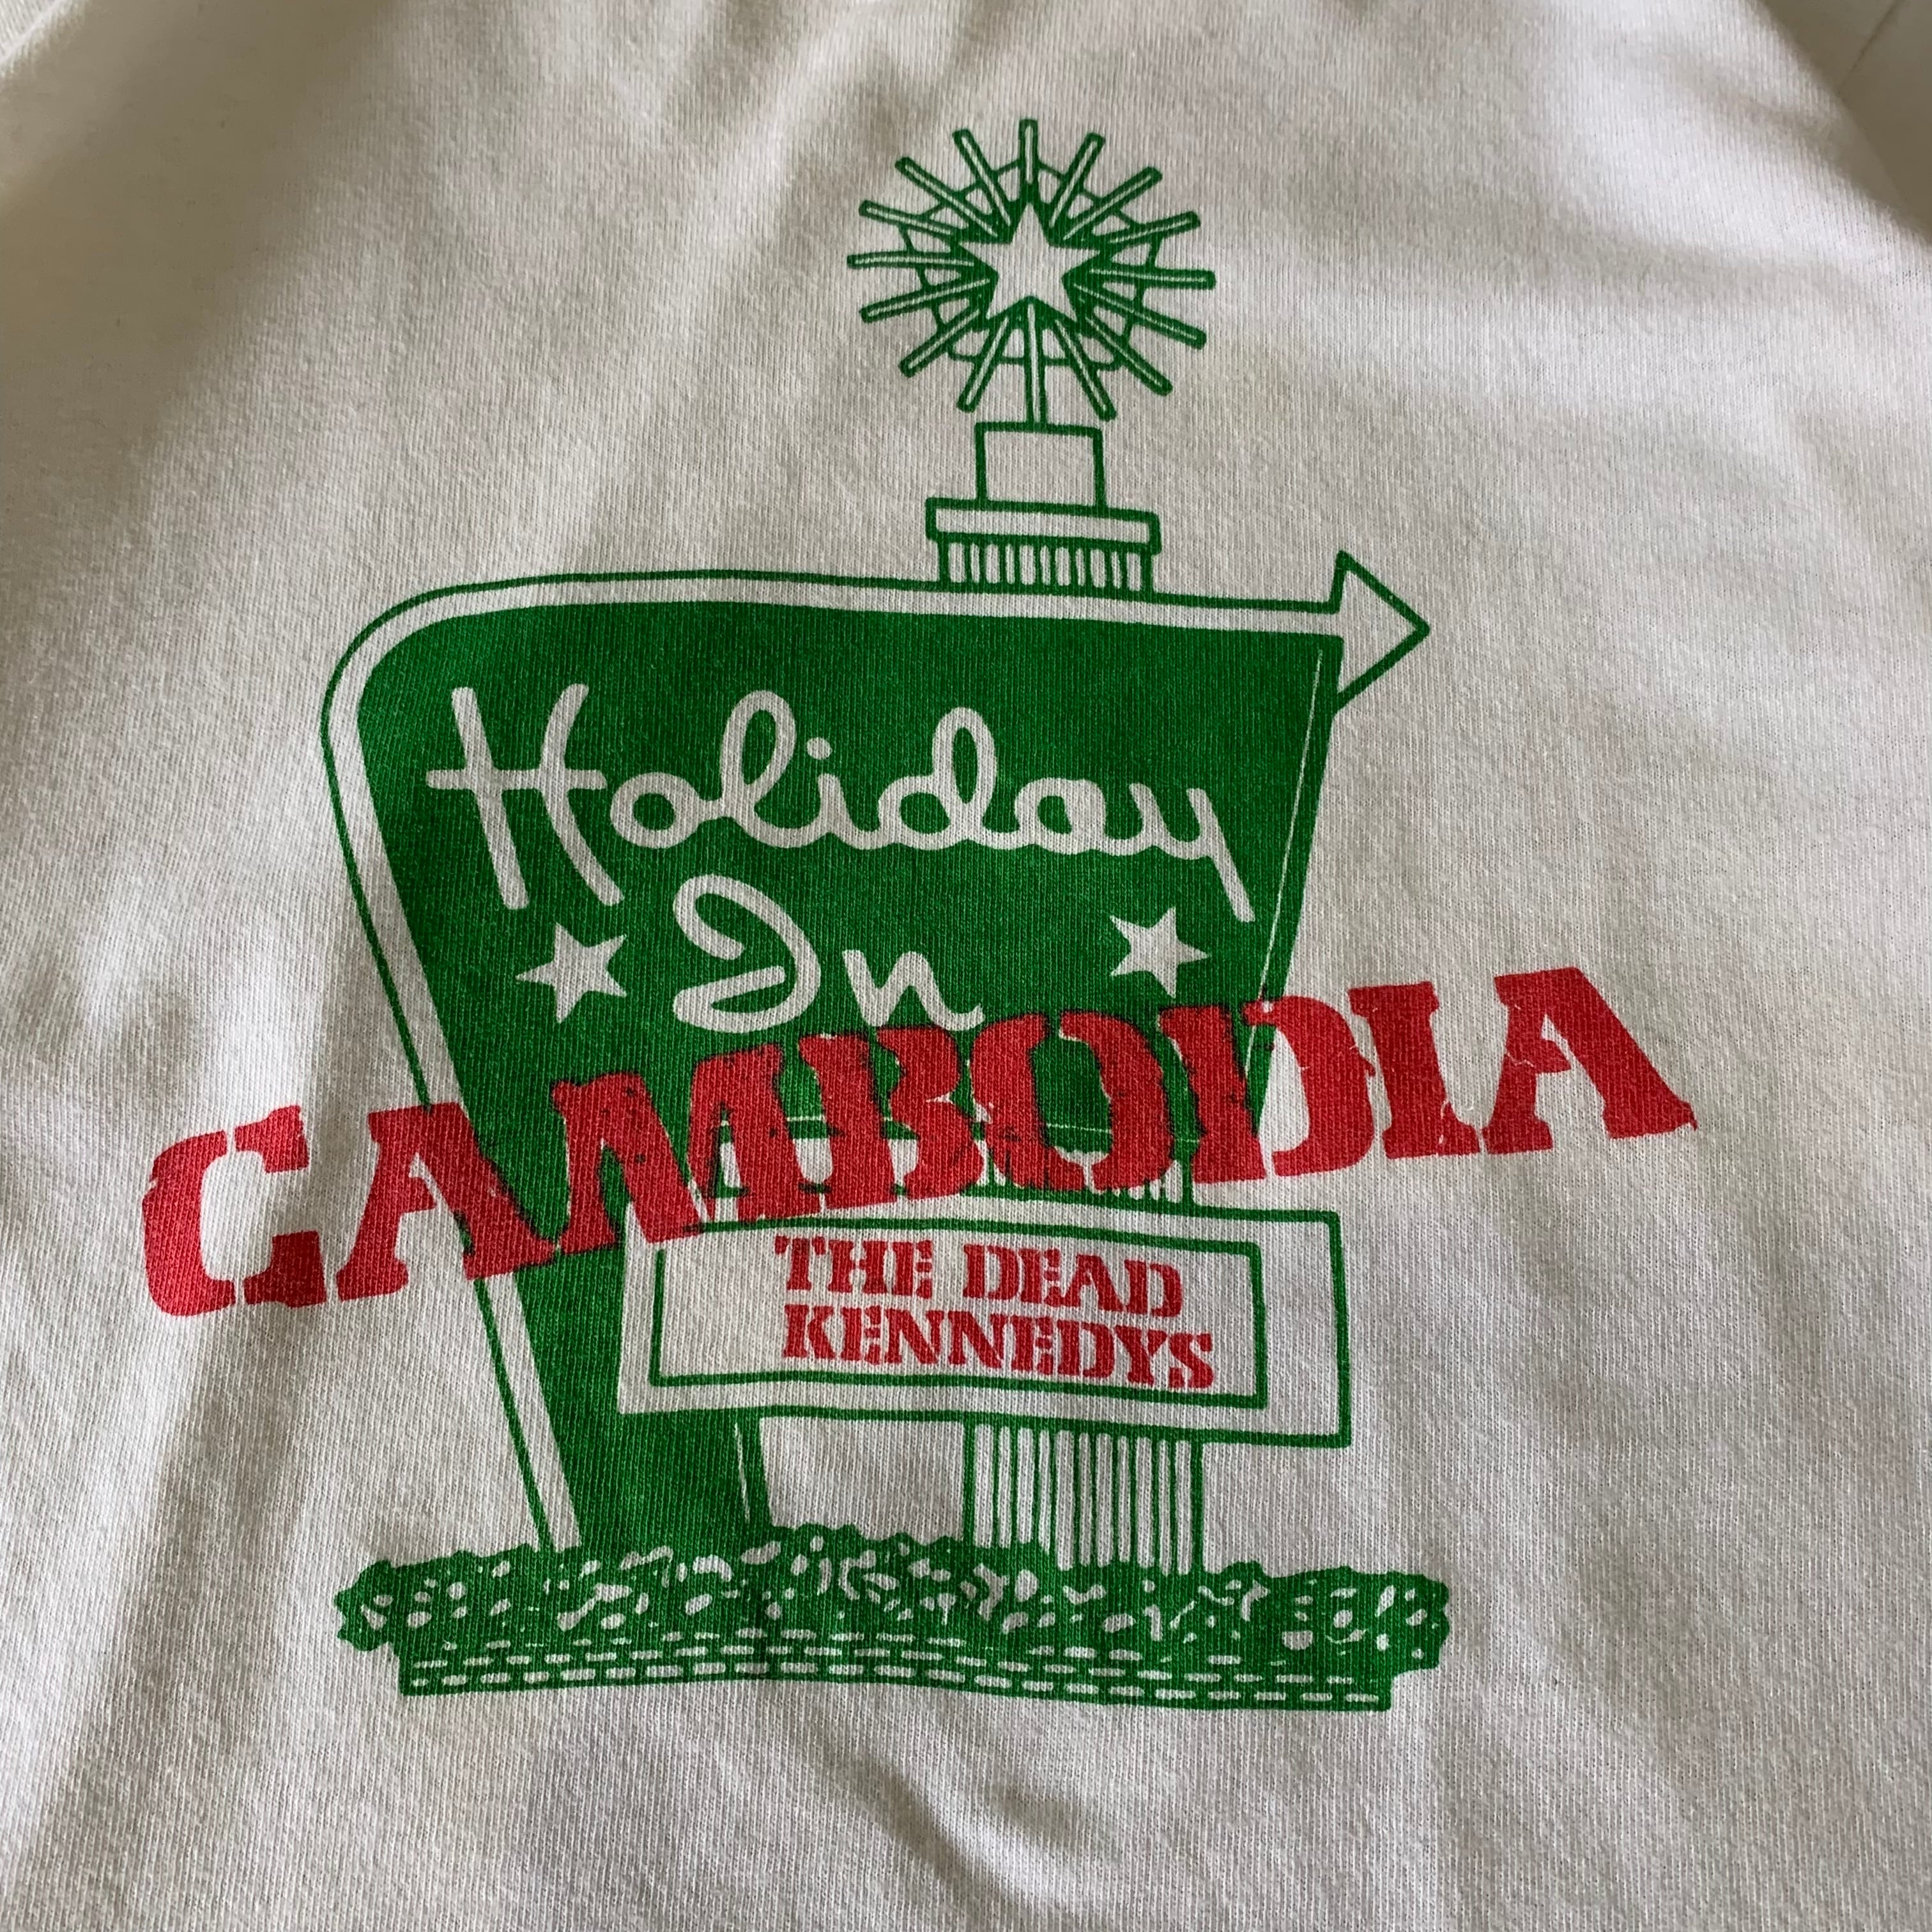 Holiday
In
CAMBODIA
THE DEAD
KENNEDYS